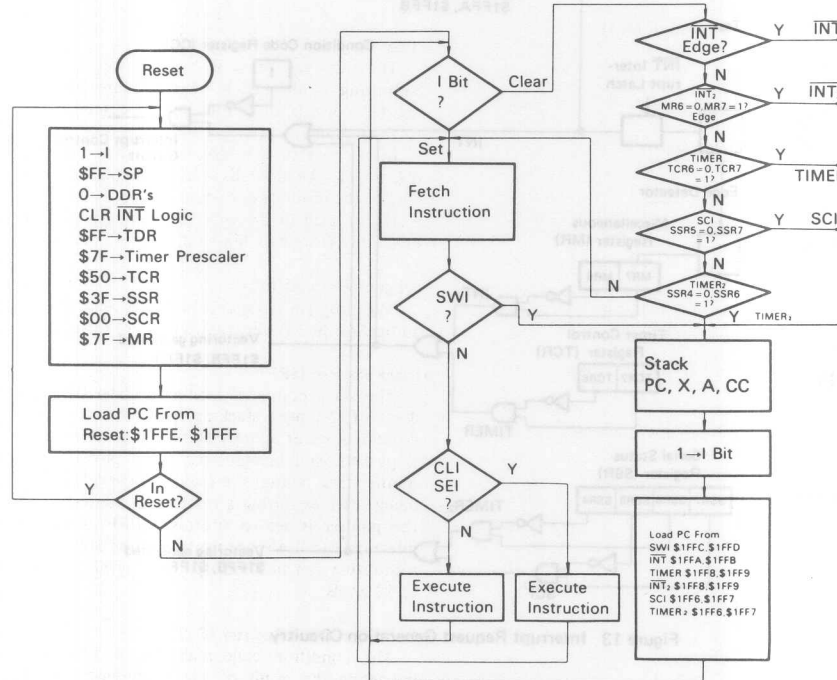 Reset
1→I
$FF→SP
0→DDR's
CLR INT Logic
$FF→TDR
$7F→Timer Prescaler
$50→TCR
$3F→SSR
$00→SCR
$7F→MR
Load PC From
Reset:$1FFE, $1FFF
In
Reset?
Y
N
I Bit
?
Clear
Set
Fetch
Instruction
SWI
?
Y
N
CLI
SEI
?
Y
N
Execute
Instruction
Execute
Instruction
INT
Edge?
Y
INT
N
INT₂
MR6=0,MR7=1?
Edge
Y
INT
N
TIMER
TCR6=0,TCR7
=1?
Y
TIMER
N
SCI
SSR5=0,SSR7
=1?
Y
SCI
N
TIMER₂
SSR4=0,SSR6
=1?
N
Y
TIMER₂
Stack
PC, X, A, CC
1→I Bit
Load PC From
SWI $1FFC,$1FFD
INT $1FFA,$1FFB
TIMER $1FF8,$1FF9
INT₂ $1FF8,$1FF9
SCI $1FF6,$1FF7
TIMER₂ $1FF6,$1FF7